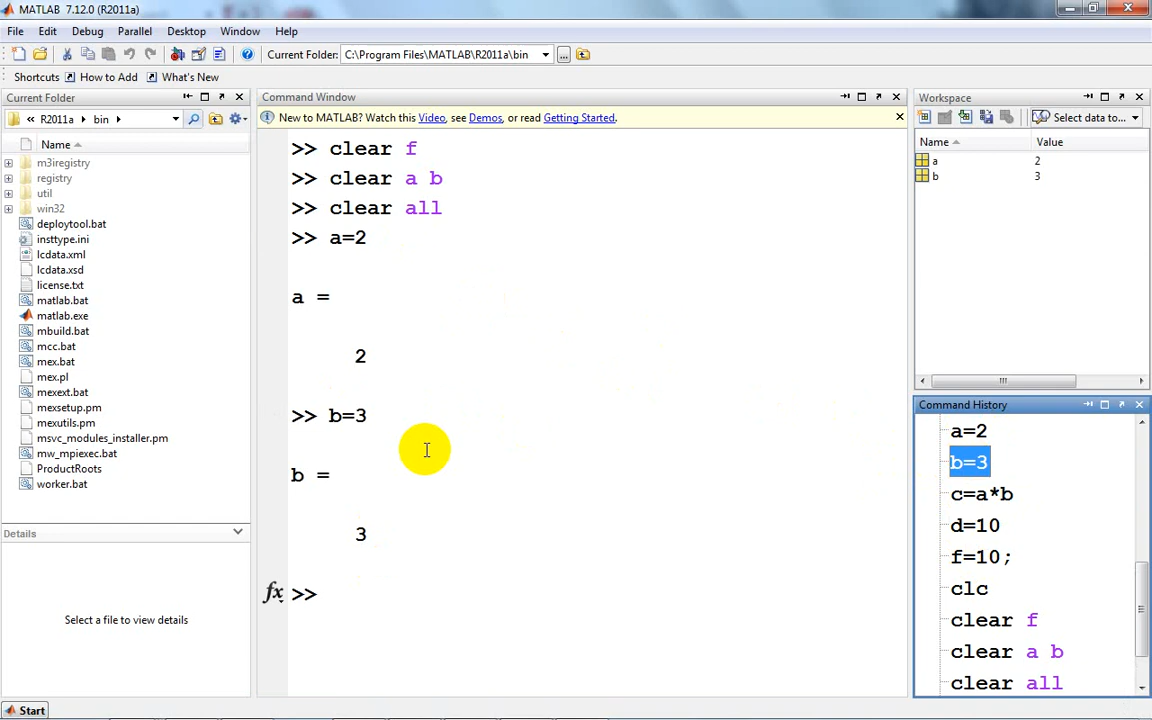 MATLAB 7.12.0 (R2011a)
File Edit Debug Parallel Desktop Window Help
Current Folder: C:\Program Files\MATLAB\R2011a\bin
Shortcuts How to Add What's New
Current Folder
« R2011a bin
Name
m3iregistry
registry
util
win32
deploytool.bat
insttype.ini
lcdata.xml
lcdata.xsd
license.txt
matlab.bat
matlab.exe
mbuild.bat
mcc.bat
mex.bat
mex.pl
mexext.bat
mexsetup.pm
mexutils.pm
msvc_modules_installer.pm
mw_mpiexec.bat
ProductRoots
worker.bat
Details
Select a file to view details
Start
Command Window
New to MATLAB? Watch this Video, see Demos, or read Getting Started.
>> clear f
>> clear a b
>> clear all
>> a=2
a =
2
>> b=3
b =
3
fx >>
Workspace
Select data to...
Name Value
a 2
b 3
Command History
a=2
b=3
c=a*b
d=10
f=10;
clc
clear f
clear a b
clear all